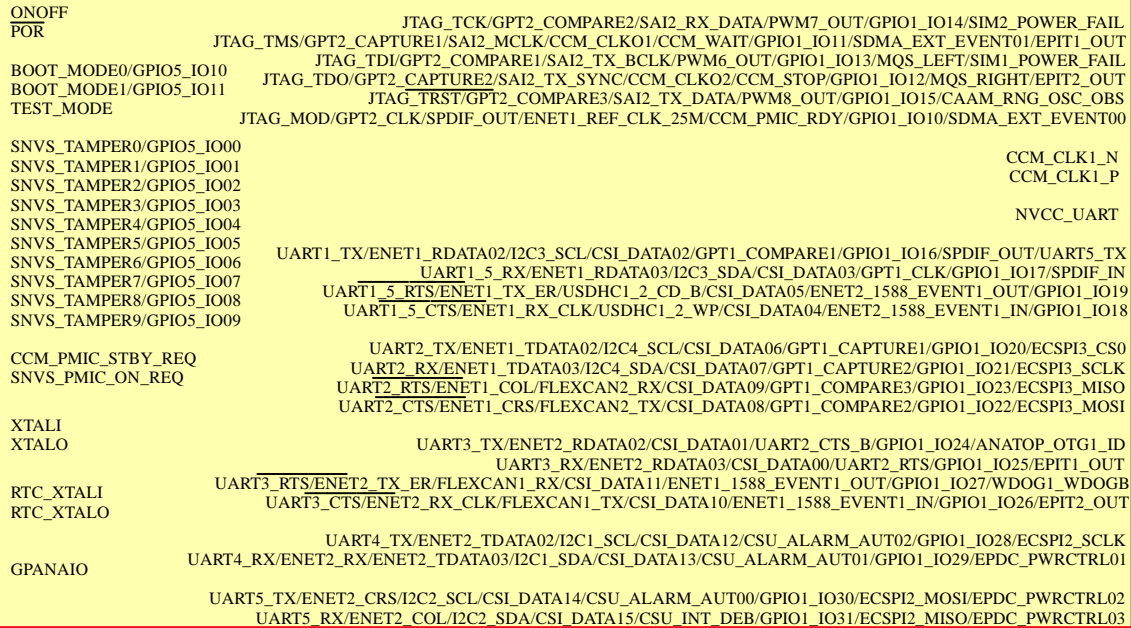 ONOFF
POR
BOOT_MODE0/GPIO5_IO10
BOOT_MODE1/GPIO5_IO11
TEST_MODE
SNVS_TAMPER0/GPIO5_IO00
SNVS_TAMPER1/GPIO5_IO01
SNVS_TAMPER2/GPIO5_IO02
SNVS_TAMPER3/GPIO5_IO03
SNVS_TAMPER4/GPIO5_IO04
SNVS_TAMPER5/GPIO5_IO05
SNVS_TAMPER6/GPIO5_IO06
SNVS_TAMPER7/GPIO5_IO07
SNVS_TAMPER8/GPIO5_IO08
SNVS_TAMPER9/GPIO5_IO09
CCM_PMIC_STBY_REQ
SNVS_PMIC_ON_REQ
XTALI
XTALO
RTC_XTALI
RTC_XTALO
GPANAIO
JTAG_TCK/GPT2_COMPARE2/SAI2_RX_DATA/PWM7_OUT/GPIO1_IO14/SIM2_POWER_FAIL
JTAG_TMS/GPT2_CAPTURE1/SAI2_MCLK/CCM_CLKO1/CCM_WAIT/GPIO1_IO11/SDMA_EXT_EVENT01/EPIT1_OUT
JTAG_TDI/GPT2_COMPARE1/SAI2_TX_BCLK/PWM6_OUT/GPIO1_IO13/MQS_LEFT/SIM1_POWER_FAIL
JTAG_TDO/GPT2_CAPTURE2/SAI2_TX_SYNC/CCM_CLKO2/CCM_STOP/GPIO1_IO12/MQS_RIGHT/EPIT2_OUT
JTAG_TRST/GPT2_COMPARE3/SAI2_TX_DATA/PWM8_OUT/GPIO1_IO15/CAAM_RNG_OSC_OBS
JTAG_MOD/GPT2_CLK/SPDIF_OUT/ENET1_REF_CLK_25M/CCM_PMIC_RDY/GPIO1_IO10/SDMA_EXT_EVENT00
CCM_CLK1_N
CCM_CLK1_P
NVCC_UART
UART1_TX/ENET1_RDATA02/I2C3_SCL/CSI_DATA02/GPT1_COMPARE1/GPIO1_IO16/SPDIF_OUT/UART5_TX
UART1_5_RX/ENET1_RDATA03/I2C3_SDA/CSI_DATA03/GPT1_CLK/GPIO1_IO17/SPDIF_IN
UART1_5_RTS/ENET1_TX_ER/USDHC1_2_CD_B/CSI_DATA05/ENET2_1588_EVENT1_OUT/GPIO1_IO19
UART1_5_CTS/ENET1_RX_CLK/USDHC1_2_WP/CSI_DATA04/ENET2_1588_EVENT1_IN/GPIO1_IO18
UART2_TX/ENET1_TDATA02/I2C4_SCL/CSI_DATA06/GPT1_CAPTURE1/GPIO1_IO20/ECSPI3_CS0
UART2_RX/ENET1_TDATA03/I2C4_SDA/CSI_DATA07/GPT1_CAPTURE2/GPIO1_IO21/ECSPI3_SCLK
UART2_RTS/ENET1_COL/FLEXCAN2_RX/CSI_DATA09/GPT1_COMPARE3/GPIO1_IO23/ECSPI3_MISO
UART2_CTS/ENET1_CRS/FLEXCAN2_TX/CSI_DATA08/GPT1_COMPARE2/GPIO1_IO22/ECSPI3_MOSI
UART3_TX/ENET2_RDATA02/CSI_DATA01/UART2_CTS_B/GPIO1_IO24/ANATOP_OTG1_ID
UART3_RX/ENET2_RDATA03/CSI_DATA00/UART2_RTS/GPIO1_IO25/EPIT1_OUT
UART3_RTS/ENET2_TX_ER/FLEXCAN1_RX/CSI_DATA11/ENET1_1588_EVENT1_OUT/GPIO1_IO27/WDOG1_WDOGB
UART3_CTS/ENET2_RX_CLK/FLEXCAN1_TX/CSI_DATA10/ENET1_1588_EVENT1_IN/GPIO1_IO26/EPIT2_OUT
UART4_TX/ENET2_TDATA02/I2C1_SCL/CSI_DATA12/CSU_ALARM_AUT02/GPIO1_IO28/ECSPI2_SCLK
UART4_RX/ENET2_RX/ENET2_TDATA03/I2C1_SDA/CSI_DATA13/CSU_ALARM_AUT01/GPIO1_IO29/EPDC_PWRCTRL01
UART5_TX/ENET2_CRS/I2C2_SCL/CSI_DATA14/CSU_ALARM_AUT00/GPIO1_IO30/ECSPI2_MOSI/EPDC_PWRCTRL02
UART5_RX/ENET2_COL/I2C2_SDA/CSI_DATA15/CSU_INT_DEB/GPIO1_IO31/ECSPI2_MISO/EPDC_PWRCTRL03